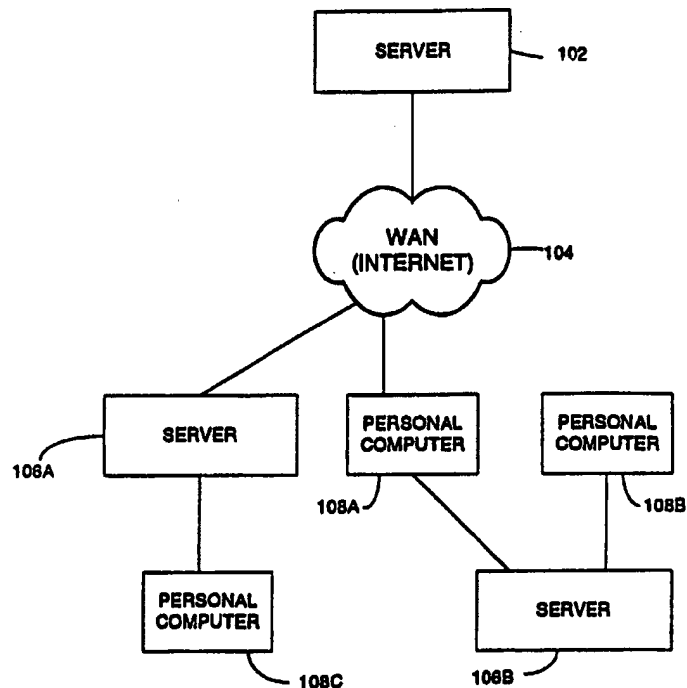 SERVER
102
WAN
(INTERNET)
104
SERVER
106A
PERSONAL
COMPUTER
108A
PERSONAL
COMPUTER
108B
PERSONAL
COMPUTER
108C
SERVER
106B